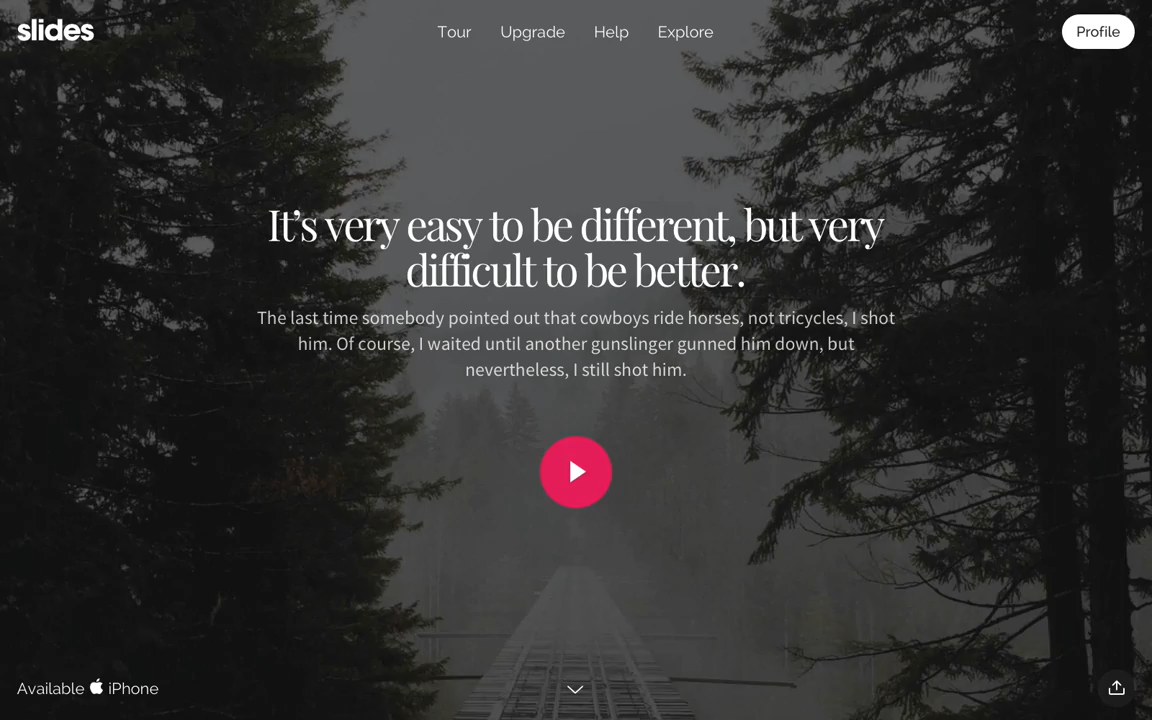 slides
Tour
Upgrade
Help
Explore
Profile
It’s very easy to be different, but very
difficult to be better.
The last time somebody pointed out that cowboys ride horses, not tricycles, I shot
him. Of course, I waited until another gunslinger gunned him down, but
nevertheless, I still shot him.
Available iPhone